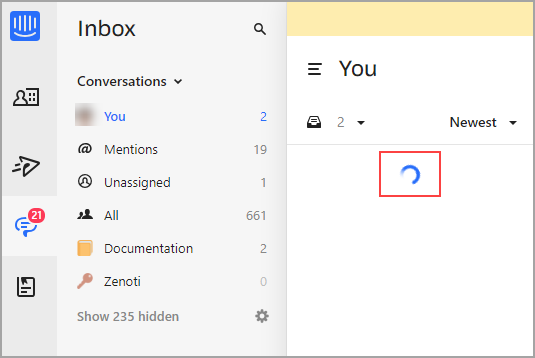 Inbox
Conversations
You 2
@ Mentions 19
Unassigned 1
All 661
Documentation 2
Zenoti 0
Show 235 hidden
21
You
2 Newest